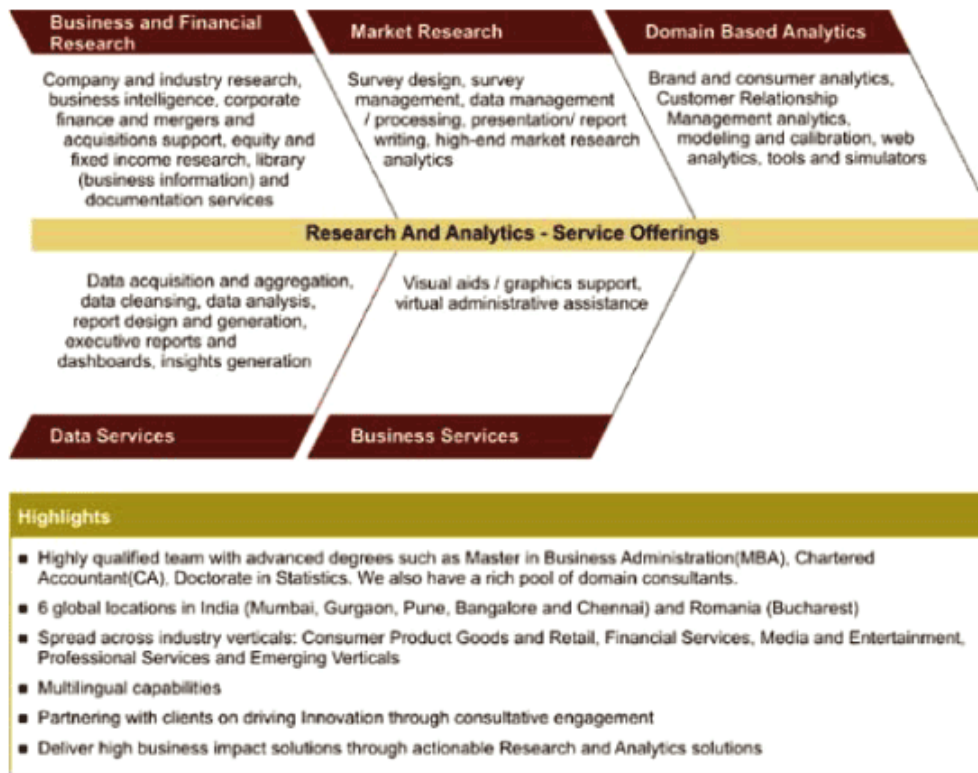 Business and Financial
Research
Company and industry research,
business intelligence, corporate
finance and mergers and
acquisitions support, equity and
fixed income research, library
(business information) and
documentation services
Market Research
Survey design, survey
management, data management
/ processing, presentation/ report
writing, high-end market research
analytics
Domain Based Analytics
Brand and consumer analytics,
Customer Relationship
Management analytics,
modeling and calibration, web
analytics, tools and simulators
Research And Analytics - Service Offerings
Data acquisition and aggregation,
data cleansing, data analysis,
report design and generation,
executive reports and
dashboards, insights generation
Data Services
Visual aids / graphics support,
virtual administrative assistance
Business Services
Highlights
■ Highly qualified team with advanced degrees such as Master in Business Administration(MBA), Chartered
Accountant(CA), Doctorate in Statistics. We also have a rich pool of domain consultants.
■ 6 global locations in India (Mumbai, Gurgaon, Pune, Bangalore and Chennai) and Romania (Bucharest)
■ Spread across industry verticals: Consumer Product Goods and Retail, Financial Services, Media and Entertainment,
Professional Services and Emerging Verticals
■ Multilingual capabilities
■ Partnering with clients on driving Innovation through consultative engagement
■ Deliver high business impact solutions through actionable Research and Analytics solutions